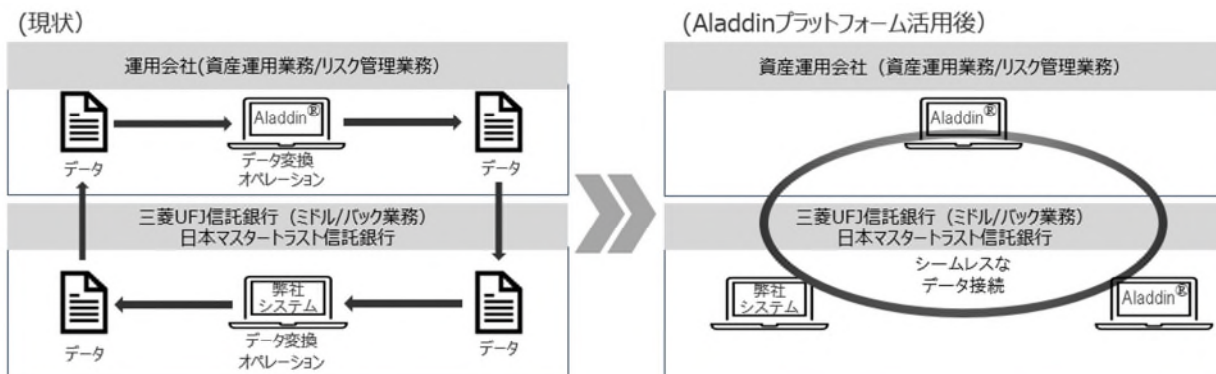 (現状)
運用会社(資産運用業務/リスク管理業務)
Aladdin®
データ
データ
データ変換
オペレーション
三菱UFJ信託銀行 (ミドル/バック業務)
日本マスタートラスト信託銀行
弊社
システム
データ
データ
データ変換
オペレーション
(Aladdinプラットフォーム活用後)
資産運用会社 (資産運用業務/リスク管理業務)
Aladdin®
三菱UFJ信託銀行 (ミドル/バック業務)
日本マスタートラスト信託銀行
シームレスな
データ接続
弊社
システム
Aladdin®